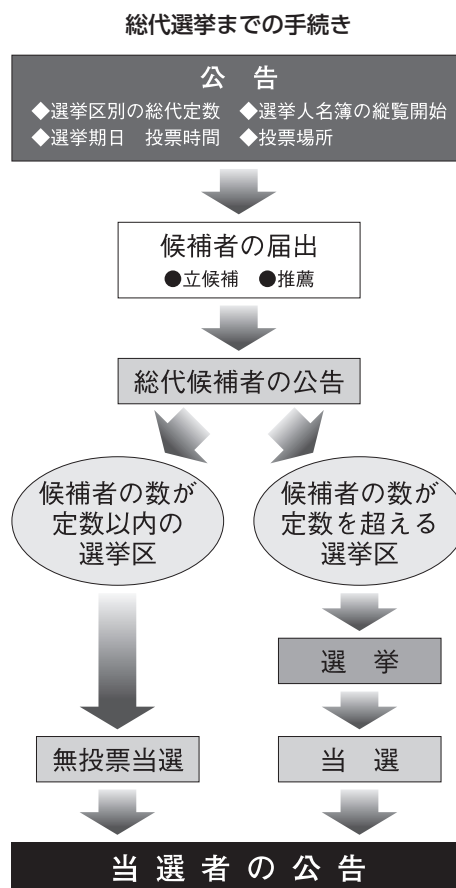 総代選挙までの手続き
公　告
◆選挙区別の総代定数　◆選挙人名簿の縦覧開始
◆選挙期日　投票時間　◆投票場所
候補者の届出
●立候補　●推薦
総代候補者の公告
候補者の数が
定数以内の
選挙区
候補者の数が
定数を超える
選挙区
選　挙
無投票当選
当　選
当選者の公告